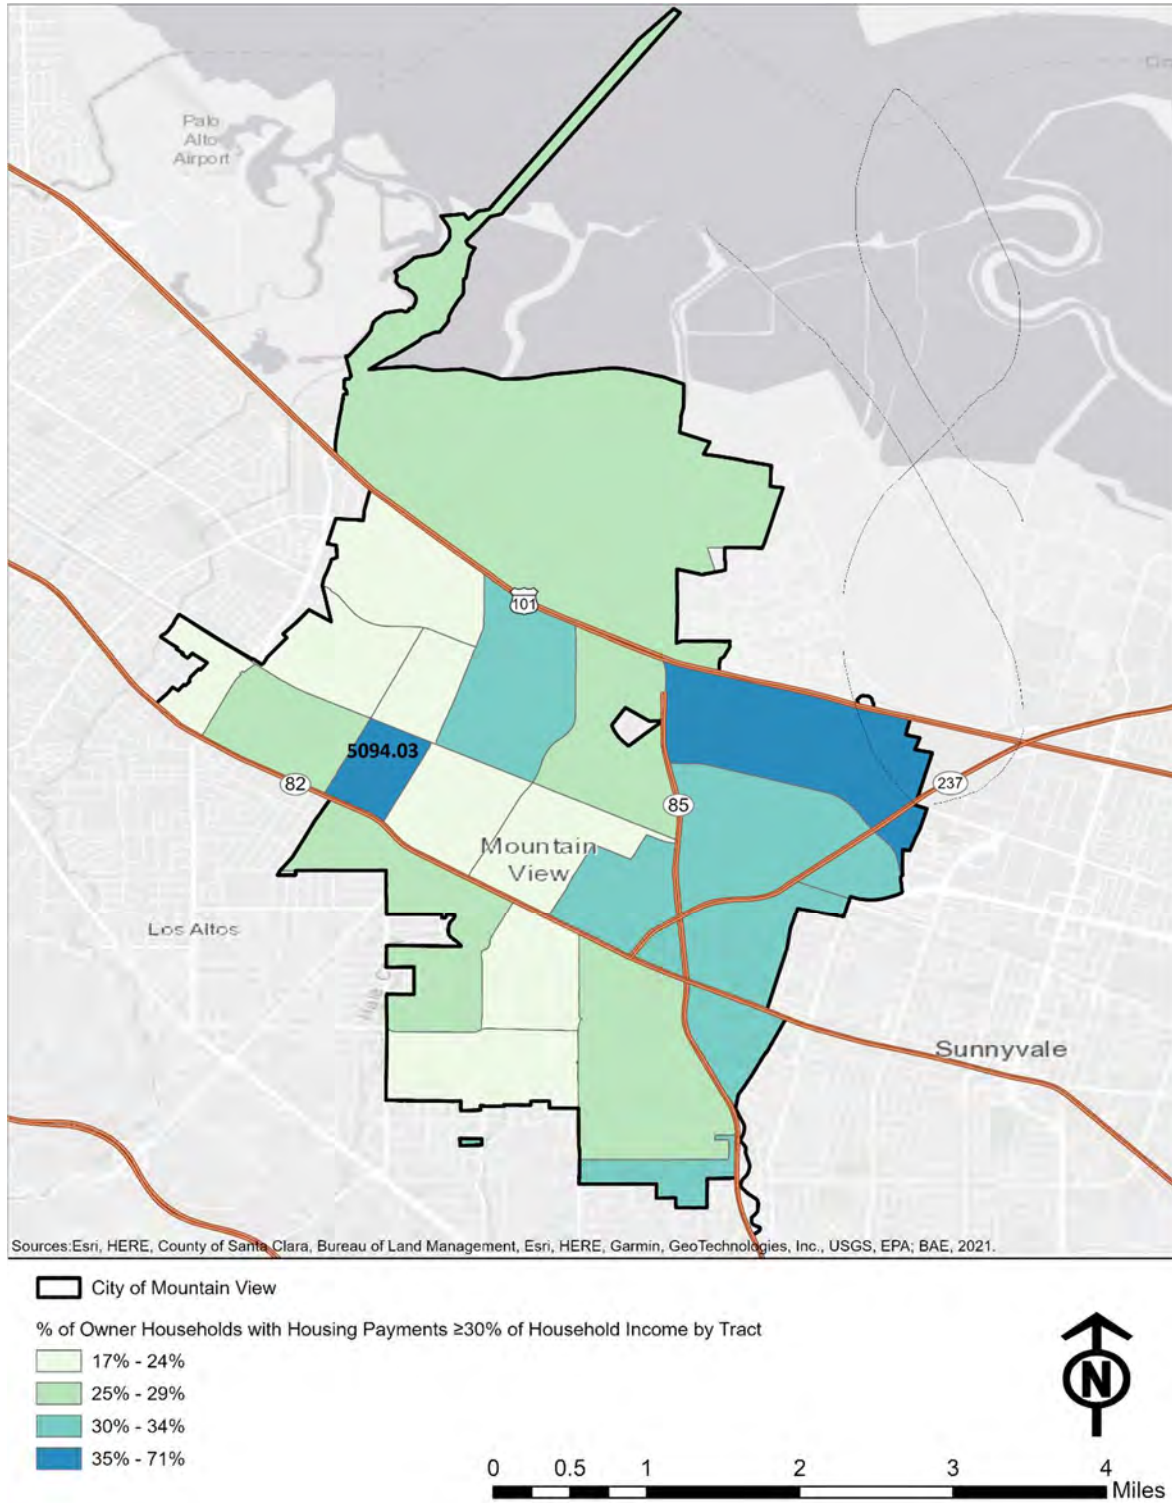 Palo
Alto
Airport
101
5094.03
82
85
237
Mountain
View
Los Altos
Sunnyvale
Sources:Esri, HERE, County of Santa Clara, Bureau of Land Management, Esri, HERE, Garmin, GeoTechnologies, Inc., USGS, EPA; BAE, 2021.
City of Mountain View
% of Owner Households with Housing Payments ≥30% of Household Income by Tract
17% - 24%
25% - 29%
30% - 34%
35% - 71%
N
0 0.5 1 2 3 4
Miles